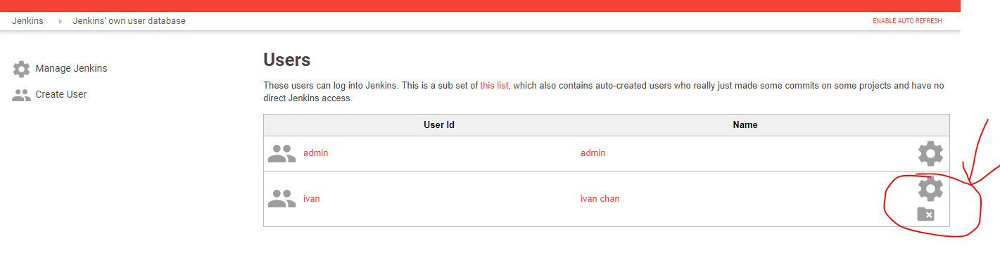 Jenkins Jenkins' own user database ENABLE AUTO REFRESH
Manage Jenkins
Create User
Users
These users can log into Jenkins. This is a sub set of this list, which also contains auto-created users who really just made some commits on some projects and have no
direct Jenkins access.
User Id Name
admin admin
ivan ivan chan